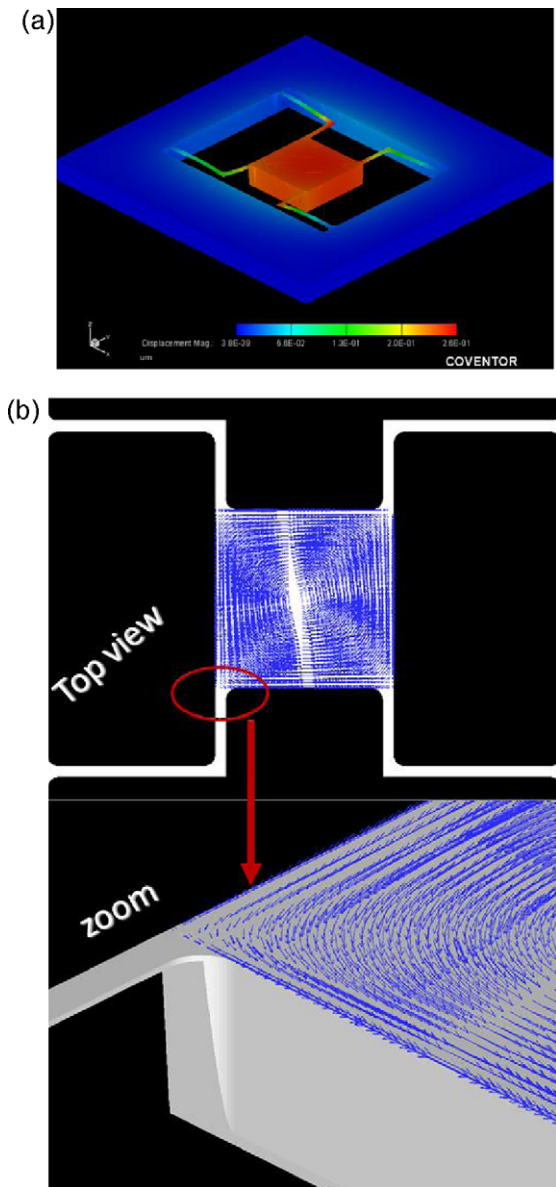 (a)
Z
Y
X
Displacement Mag.: 3.8E-39 6.6E-02 1.3E-01 2.0E-01 2.6E-01
um
COVENTOR
(b)
Top view
zoom